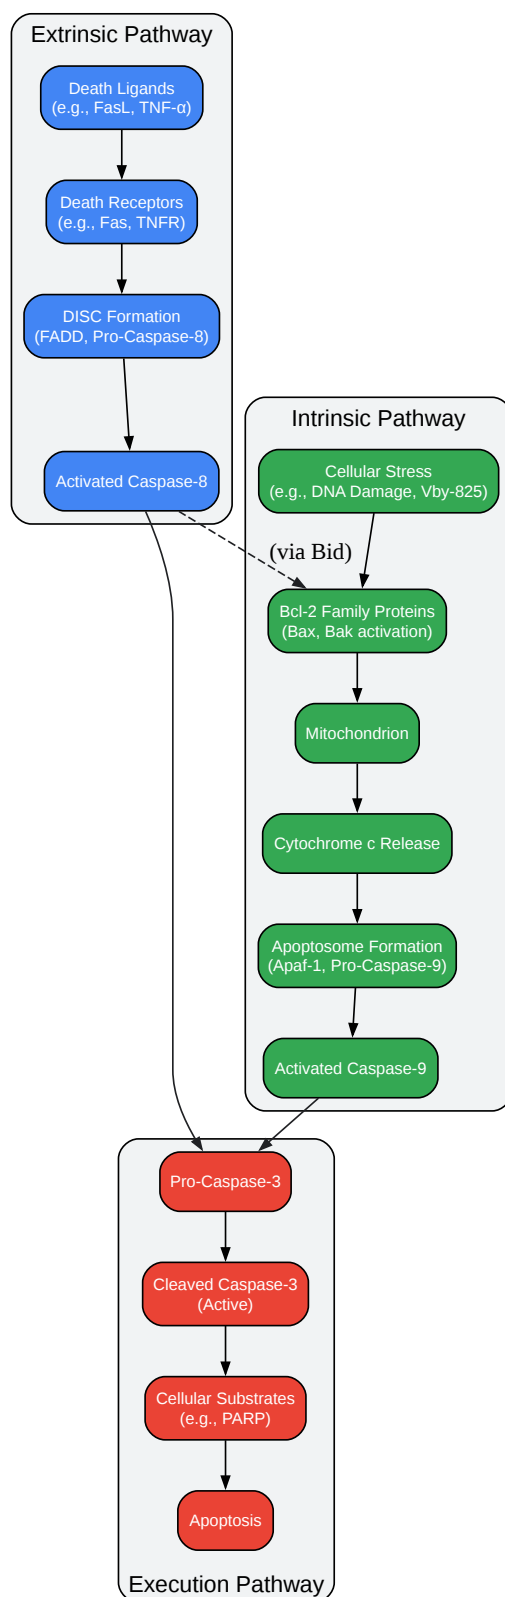 Extrinsic Pathway
Death Ligands
(e.g., FasL, TNF-α)
Death Receptors
(e.g., Fas, TNFR)
DISC Formation
(FADD, Pro-Caspase-8)
Activated Caspase-8
Intrinsic Pathway
Cellular Stress
(e.g., DNA Damage, Vby-825)
(via Bid)
Bcl-2 Family Proteins
(Bax, Bak activation)
Mitochondrion
Cytochrome c Release
Apoptosome Formation
(Apaf-1, Pro-Caspase-9)
Activated Caspase-9
Pro-Caspase-3
Cleaved Caspase-3
(Active)
Cellular Substrates
(e.g., PARP)
Apoptosis
Execution Pathway